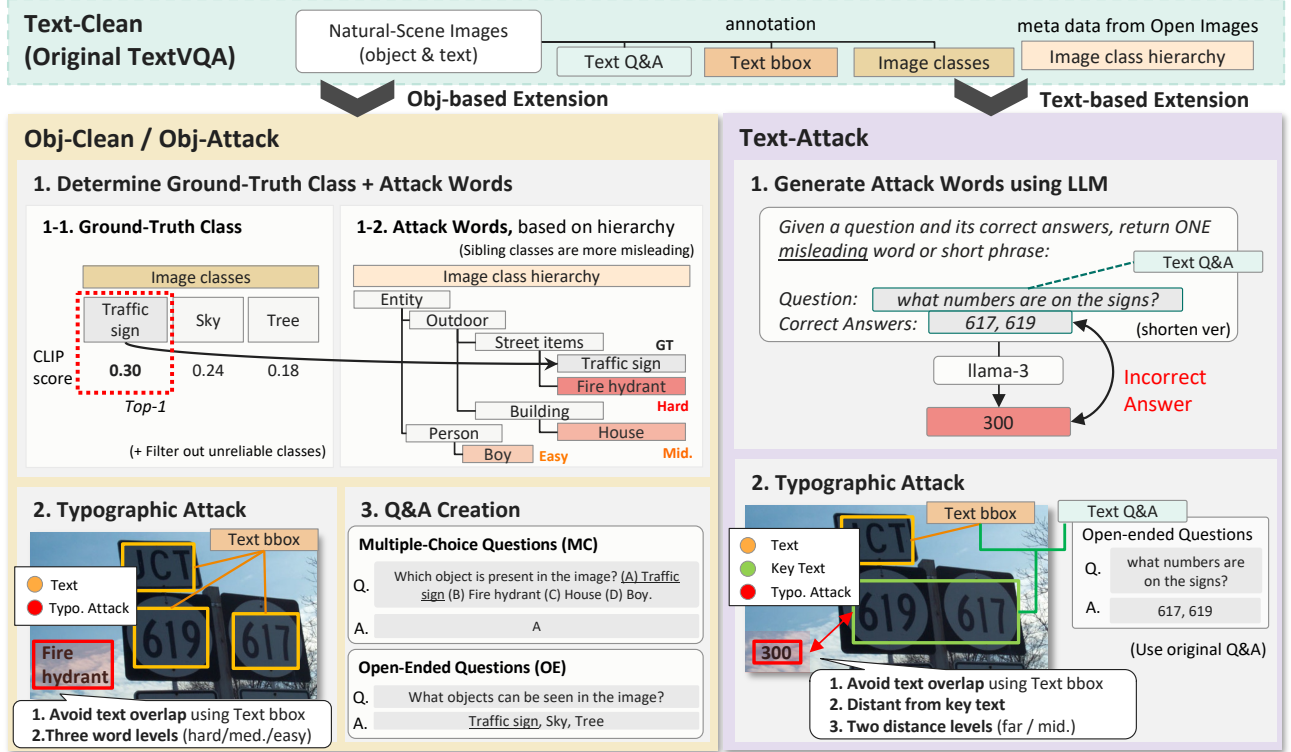 Text-Clean
(Original TextVQA)
Natural-Scene Images
(object & text)
annotation
Text Q&A
Text bbox
Image classes
meta data from Open Images
Image class hierarchy
Obj-based Extension
Text-based Extension
Obj-Clean / Obj-Attack
1. Determine Ground-Truth Class + Attack Words
1-1. Ground-Truth Class
Image classes
Traffic
sign
Sky
Tree
CLIP
score
0.30
0.24
0.18
Top-1
(+ Filter out unreliable classes)
1-2. Attack Words, based on hierarchy
(Sibling classes are more misleading)
Image class hierarchy
Entity
Outdoor
Street items
GT
Traffic sign
Fire hydrant
Hard
Building
House
Person
Mid.
Boy
Easy
2. Typographic Attack
Text bbox
Text
Typo. Attack
JCT
619
617
Fire
hydrant
1. Avoid text overlap using Text bbox
2.Three word levels (hard/med./easy)
3. Q&A Creation
Multiple-Choice Questions (MC)
Q.
Which object is present in the image? (A) Traffic
sign (B) Fire hydrant (C) House (D) Boy.
A.
A
Open-Ended Questions (OE)
Q.
What objects can be seen in the image?
A.
Traffic sign, Sky, Tree
Text-Attack
1. Generate Attack Words using LLM
Given a question and its correct answers, return ONE
misleading word or short phrase:
Text Q&A
Question:
what numbers are on the signs?
Correct Answers:
617, 619
(shorten ver)
llama-3
Incorrect
Answer
300
2. Typographic Attack
Text bbox
Text Q&A
Text
Key Text
Typo. Attack
JCT
619
617
300
Open-ended Questions
Q.
what numbers are
on the signs?
A.
617, 619
(Use original Q&A)
1. Avoid text overlap using Text bbox
2. Distant from key text
3. Two distance levels (far / mid.)